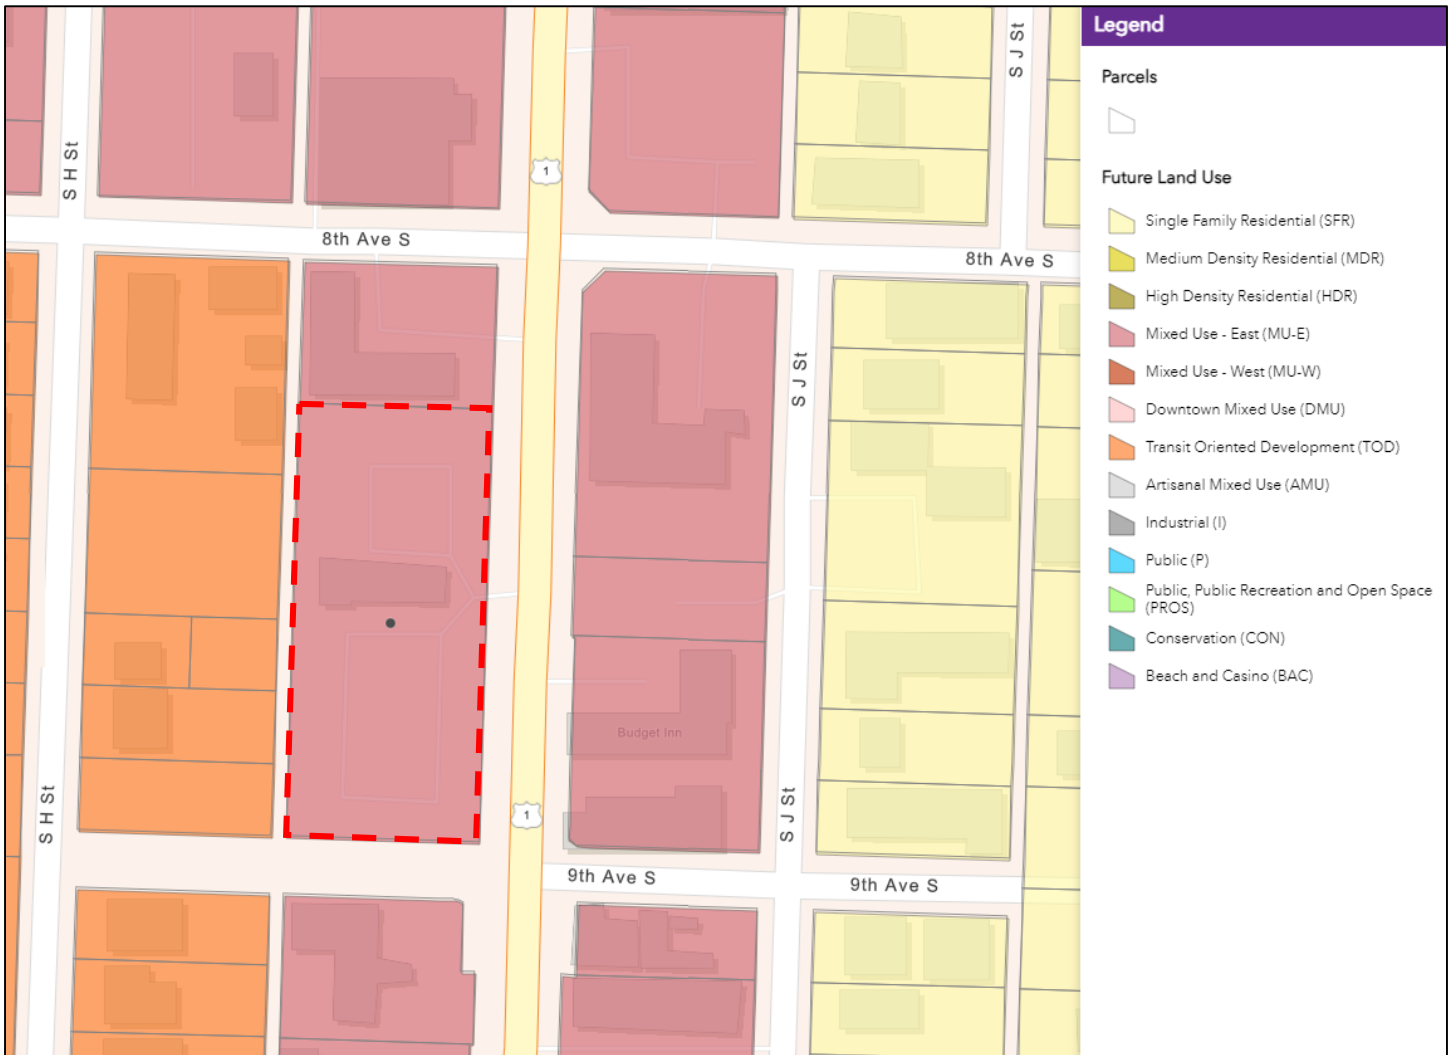 Legend
Parcels
Future Land Use
Single Family Residential (SFR)
Medium Density Residential (MDR)
High Density Residential (HDR)
Mixed Use - East (MU-E)
Mixed Use - West (MU-W)
Downtown Mixed Use (DMU)
Transit Oriented Development (TOD)
Artisanal Mixed Use (AMU)
Industrial (I)
Public (P)
Public, Public Recreation and Open Space
(PROS)
Conservation (CON)
Beach and Casino (BAC)
S J St
S H St
1
8th Ave S
8th Ave S
S J St
Budget Inn
S H St
S J St
1
9th Ave S
9th Ave S